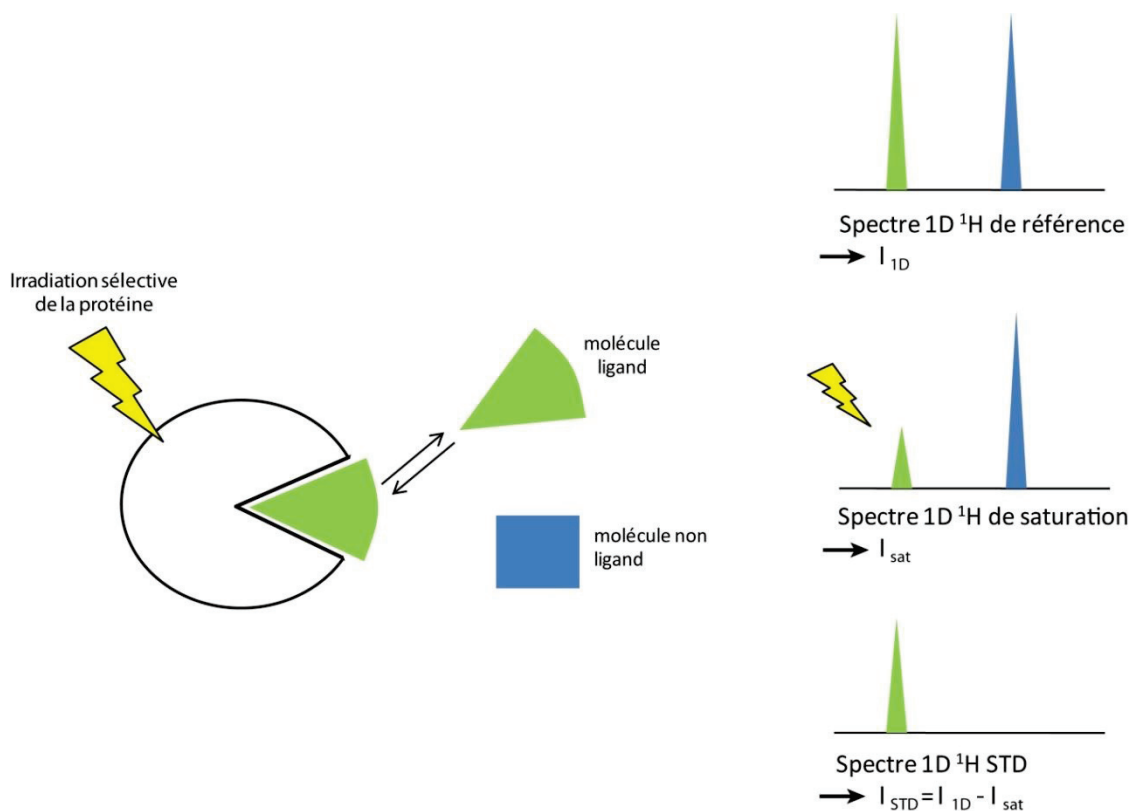 Spectre 1D ¹H de référence
→ I 1D
Irradiation sélective
de la protéine
molécule
ligand
molécule non
ligand
Spectre 1D ¹H de saturation
→ I sat
Spectre 1D ¹H STD
→ I STD = I 1D - I sat